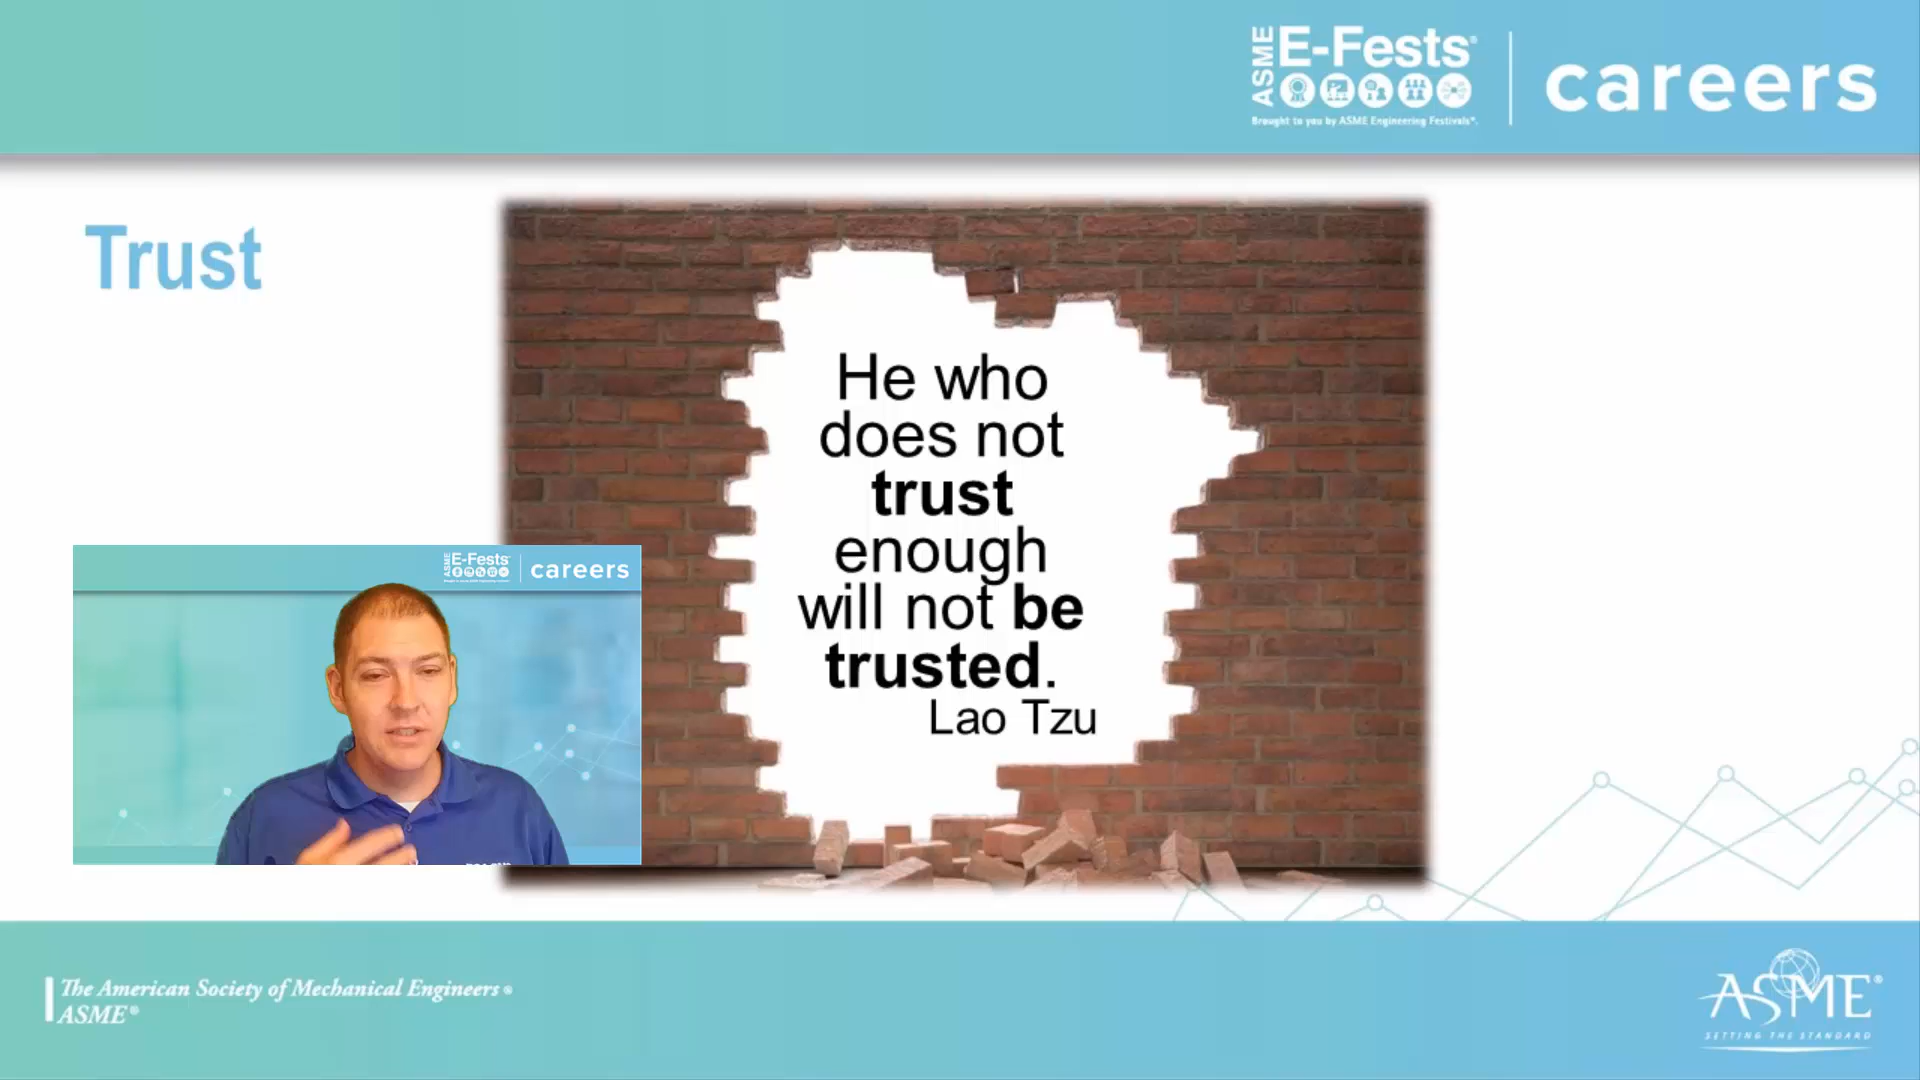 ASME E-Fests®
Brought to you by ASME Engineering Festivals®.
careers
Trust
He who
does not
trust
enough
will not be
trusted.
Lao Tzu
ASME E-Fests
careers
The American Society of Mechanical Engineers®
ASME®
ASME®
SETTING THE STANDARD